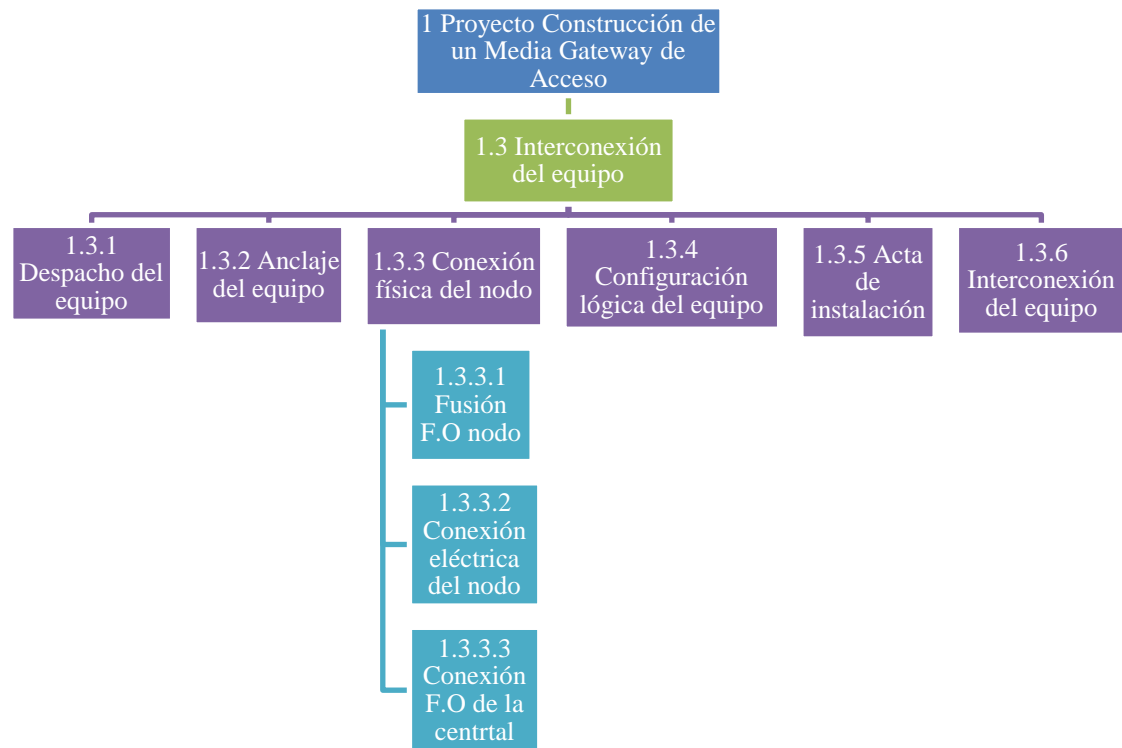 1 Proyecto Construcción de
un Media Gateway de
Acceso
1.3 Interconexión
del equipo
1.3.1
Despacho del
equipo
1.3.2 Anclaje
del equipo
1.3.3 Conexión
física del nodo
1.3.4
Configuración
lógica del equipo
1.3.5 Acta
de
instalación
1.3.6
Interconexión
del equipo
1.3.3.1
Fusión
F.O nodo
1.3.3.2
Conexión
eléctrica
del nodo
1.3.3.3
Conexión
F.O de la
centrtal